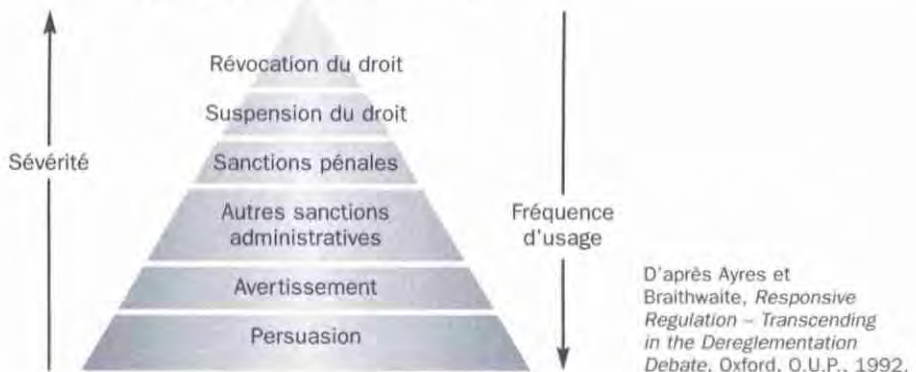 Révocation du droit
Suspension du droit
Sévérité
Sanctions pénales
Autres sanctions
administratives
Fréquence
d'usage
Avertissement
Persuasion
D'après Ayres et
Braithwaite, Responsive
Regulation – Transcending
in the Dereglementation
Debate, Oxford, O.U.P., 1992.